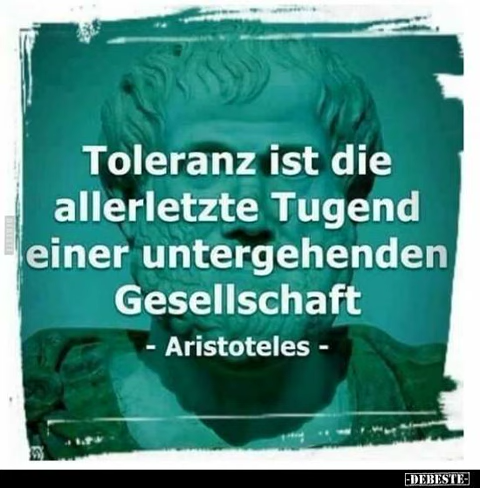 Toleranz ist die
allerletzte Tugend
einer untergehenden
Gesellschaft
- Aristoteles -
-DEBESTE-